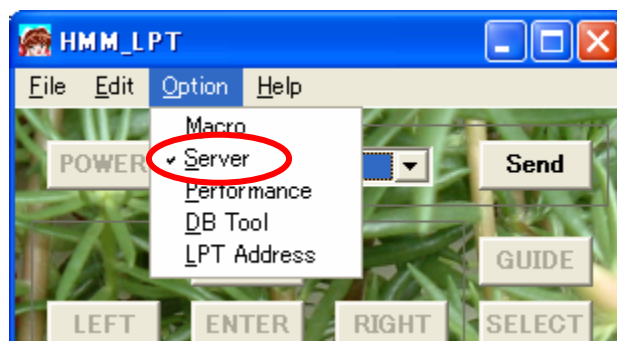 HMM_LPT
File Edit Option Help
Macro
POWER Server Send
Performance
DB Tool
LPT Address GUIDE
LEFT ENTER RIGHT SELECT